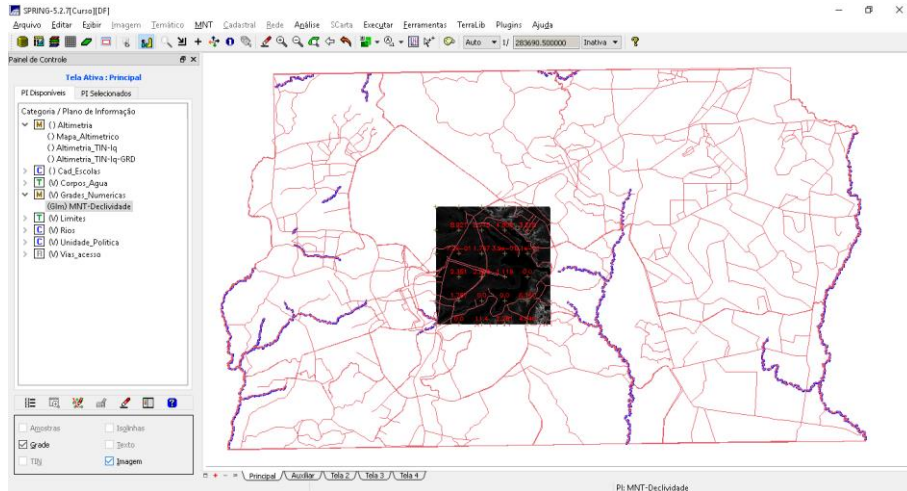 SPRING-5.2.7[Curso][DF]
Arquivo Editar Exibir Imagem Temático MNT Cadastral Rede Análise SCarta Executar Ferramentas TerraLib Plugins Ajuda
Auto 1/ 283690.500000 Inativa
Painel de Controle
Tela Ativa : Principal
PI Disponíveis PI Selecionados
Categoria / Plano de Informação
M () Altimetria
() Mapa_Altimetrico
() Altimetria_TIN-lq
() Altimetria_TIN-lq-GRD
C () Cad_Escolas
T (V) Corpos_Agua
M (V) Grades_Numericas
(GIm) MNT-Declividade
T (V) Limites
C (V) Rios
C (V) Unidade_Politica
(V) Vias_acesso
Amostras Isolinhas
Grade Texto
TIN Imagem
Principal Auxiliar Tela 2 Tela 3 Tela 4
PI: MNT-Declividade